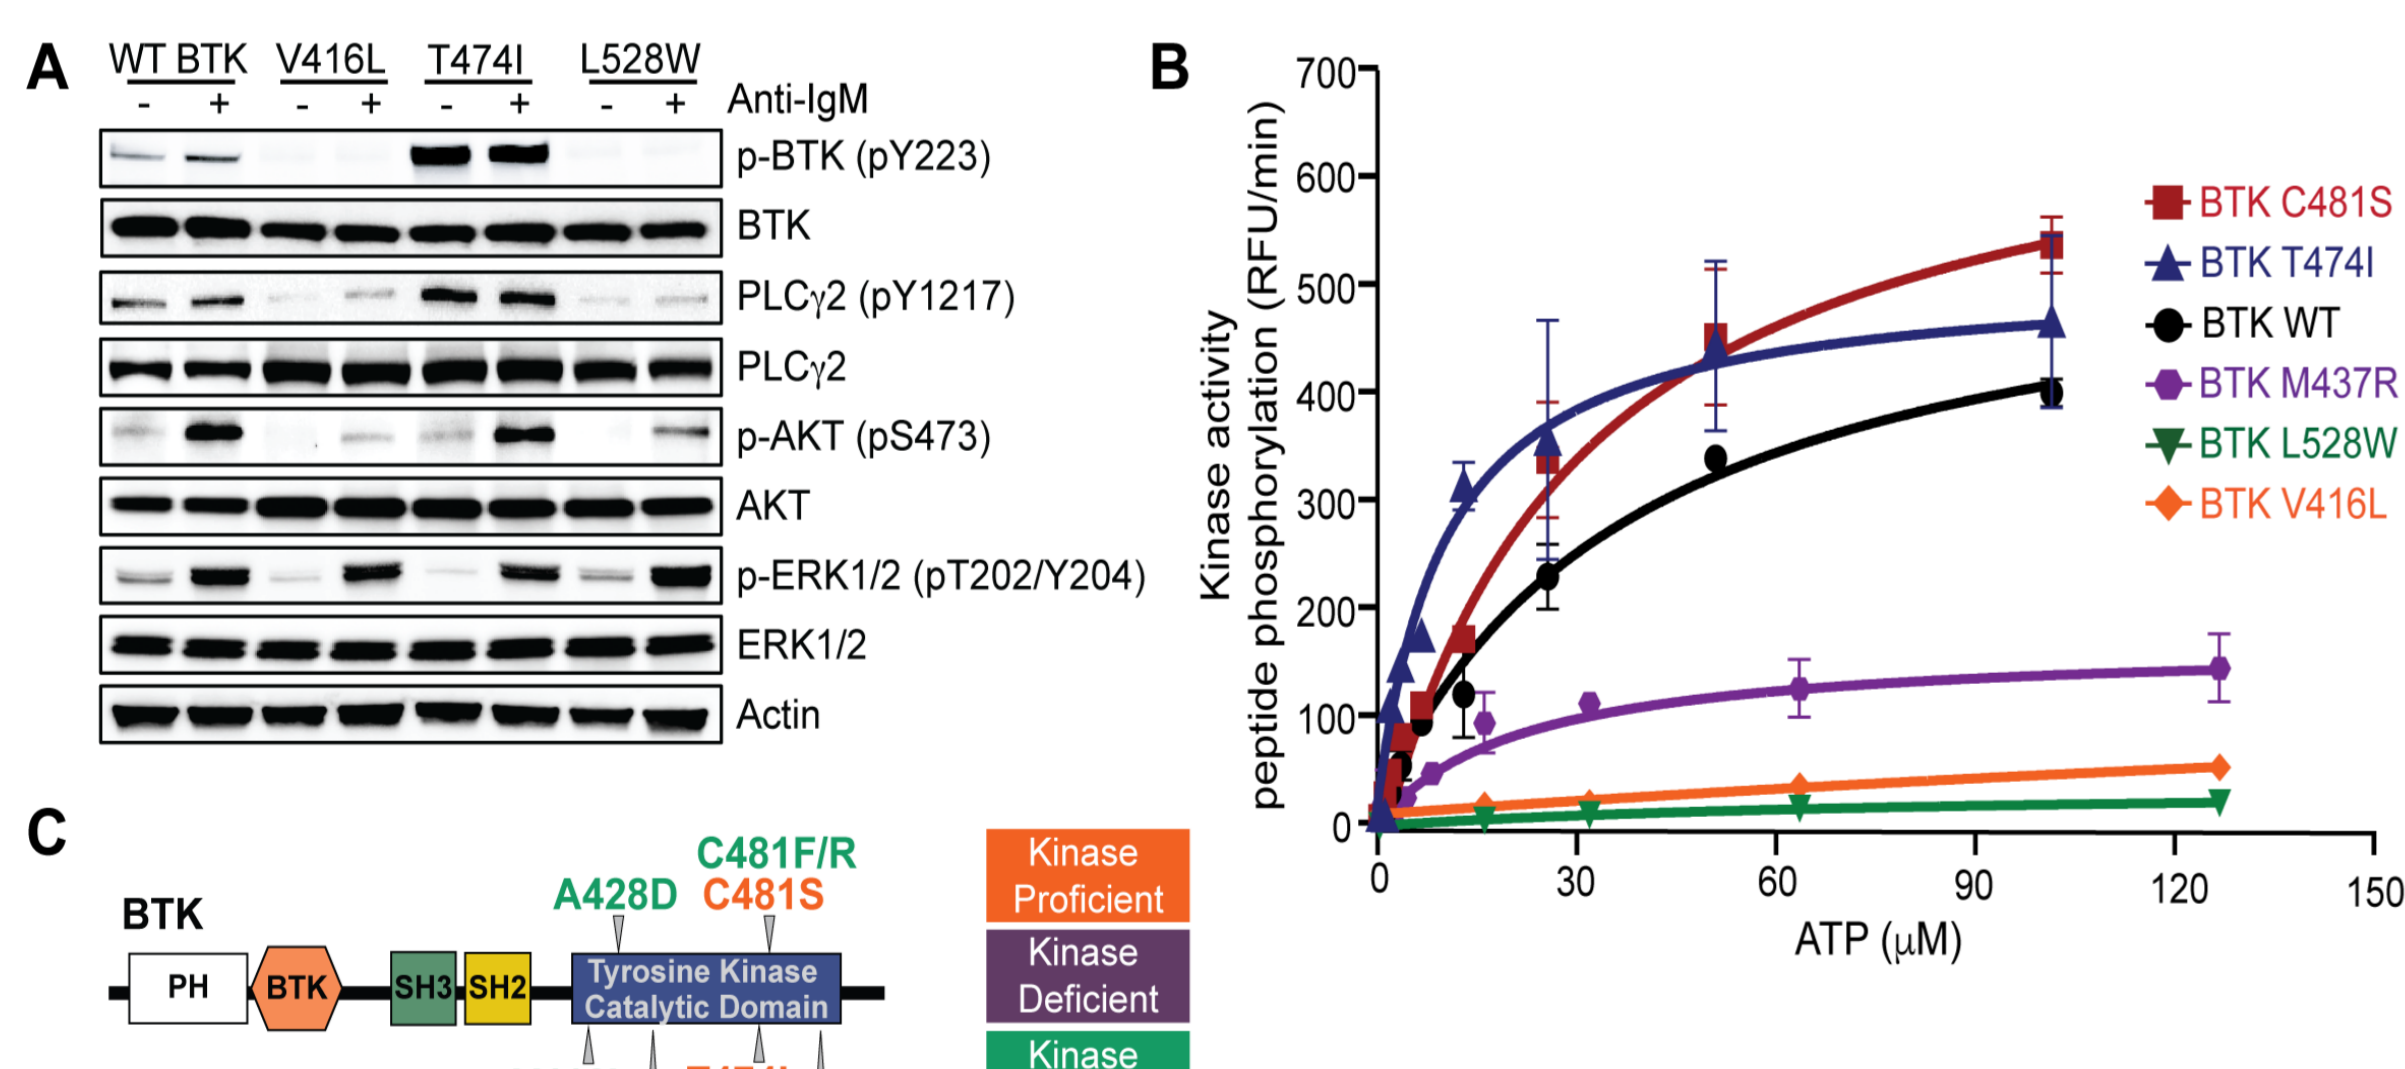 A
WT BTK V416L T474I L528W
- + - + - + - + Anti-IgM
p-BTK (pY223)
BTK
PLCγ2 (pY1217)
PLCγ2
p-AKT (pS473)
AKT
p-ERK1/2 (pT202/Y204)
ERK1/2
Actin
B
Kinase activity
peptide phosphorylation (RFU/min)
700
600
500
400
300
200
100
0
0 30 60 90 120 150
ATP (μM)
BTK C481S
BTK T474I
BTK WT
BTK M437R
BTK L528W
BTK V416L
C
C481F/R
A428D C481S
BTK
PH BTK SH3 SH2 Tyrosine Kinase
Catalytic Domain
Kinase
Proficient
Kinase
Deficient
Kinase